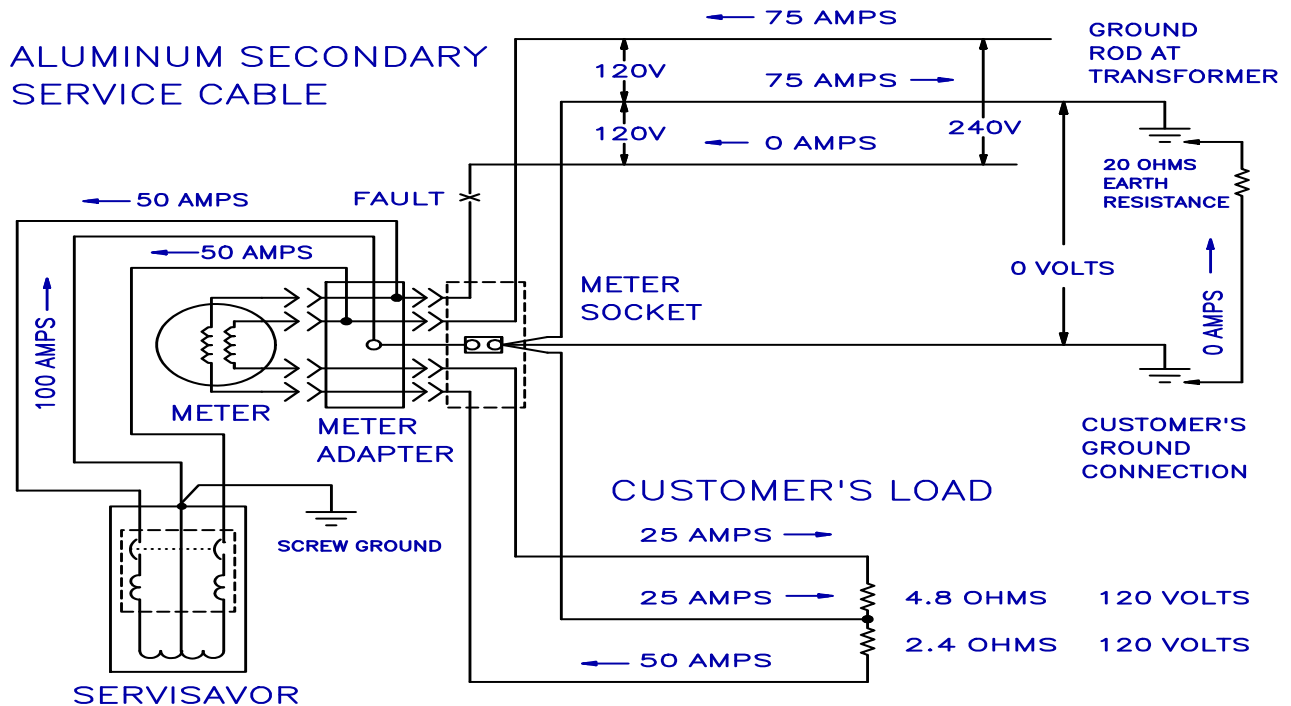 ALUMINUM SECONDARY
SERVICE CABLE
75 AMPS
120V
75 AMPS
120V
0 AMPS
240V
GROUND
ROD AT
TRANSFORMER
20 OHMS
EARTH
RESISTANCE
50 AMPS
FAULT
50 AMPS
0 VOLTS
METER
SOCKET
0 AMPS
100 AMPS
METER
METER
ADAPTER
CUSTOMER'S
GROUND
CONNECTION
CUSTOMER'S LOAD
SCREW GROUND
25 AMPS
25 AMPS
4.8 OHMS 120 VOLTS
2.4 OHMS 120 VOLTS
50 AMPS
SERVISAVOR